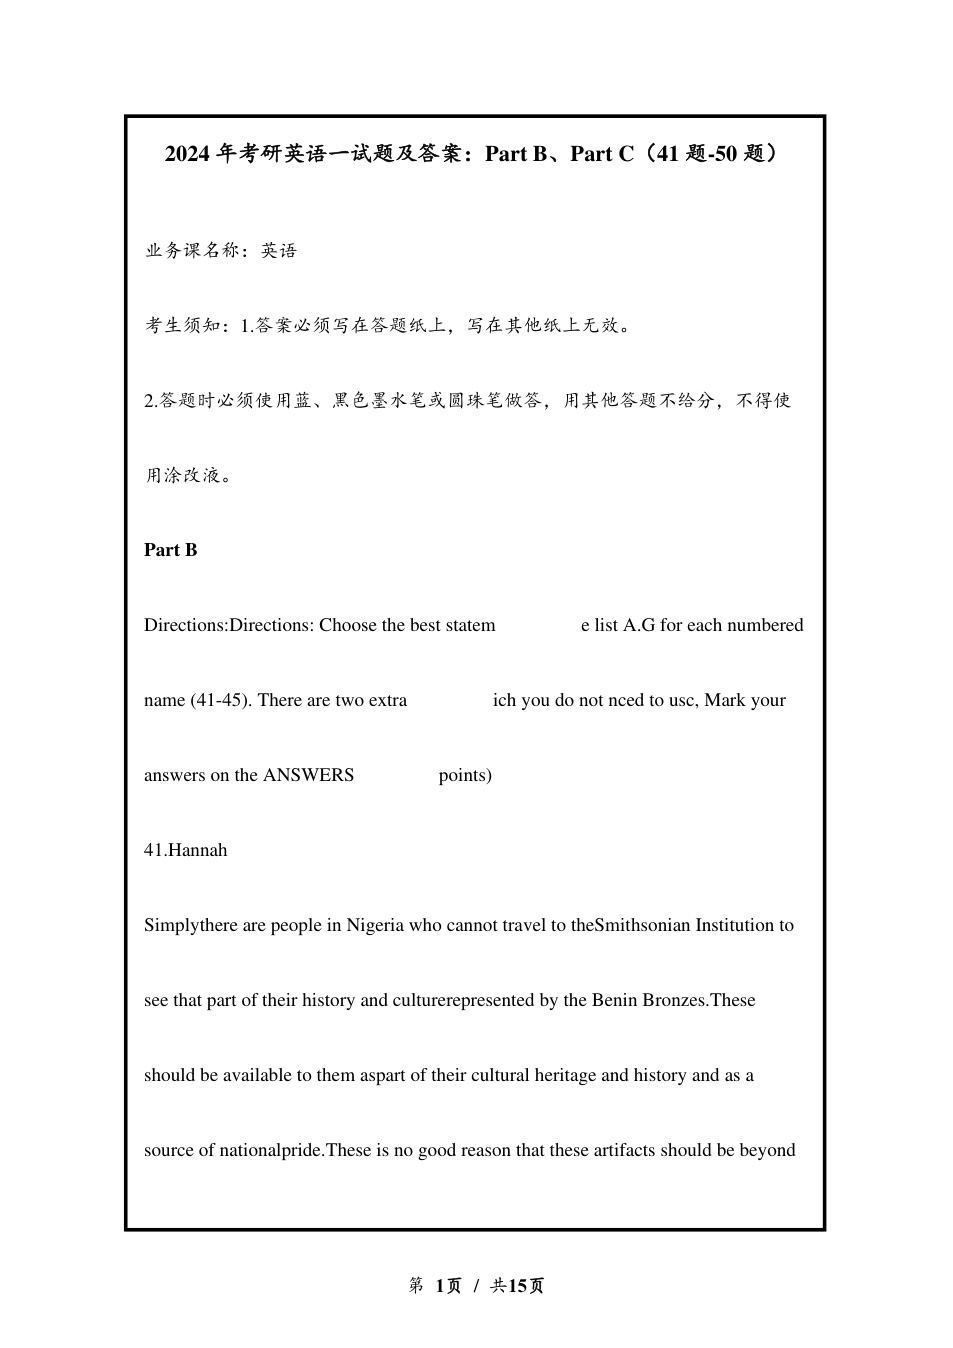 2024 年考研英语一试题及答案：Part B、Part C（41 题-50 题）
业务课名称：英语
考生须知：1.答案必须写在答题纸上，写在其他纸上无效。
2.答题时必须使用蓝、黑色墨水笔或圆珠笔做答，用其他答题不给分，不得使
用涂改液。
Part B
Directions:Directions: Choose the best statem e list A.G for each numbered
name (41-45). There are two extra ich you do not nced to usc, Mark your
answers on the ANSWERS points)
41.Hannah
Simplythere are people in Nigeria who cannot travel to theSmithsonian Institution to
see that part of their history and culturerepresented by the Benin Bronzes.These
should be available to them aspart of their cultural heritage and history and as a
source of nationalpride.These is no good reason that these artifacts should be beyond
第 1页 / 共15页